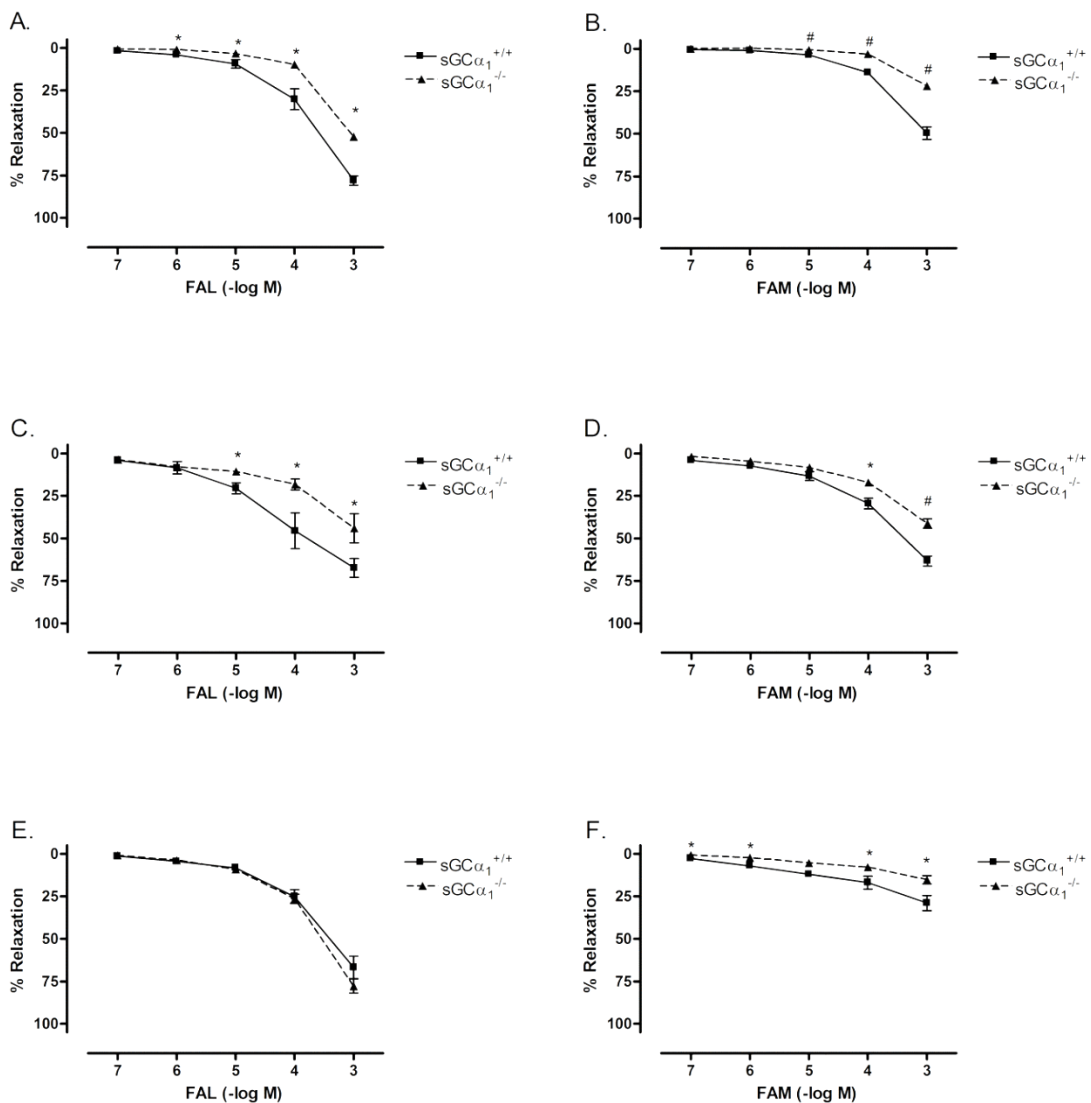 A.
* * * *
0
25
50
75
100
% Relaxation
7 6 5 4 3
FAL (-log M)
sGCα₁⁺/⁺
sGCα₁⁻/⁻
B.
# # #
0
25
50
75
100
% Relaxation
7 6 5 4 3
FAM (-log M)
sGCα₁⁺/⁺
sGCα₁⁻/⁻
C.
* * *
0
25
50
75
100
% Relaxation
7 6 5 4 3
FAL (-log M)
sGCα₁⁺/⁺
sGCα₁⁻/⁻
D.
* #
0
25
50
75
100
% Relaxation
7 6 5 4 3
FAM (-log M)
sGCα₁⁺/⁺
sGCα₁⁻/⁻
E.
0
25
50
75
100
% Relaxation
7 6 5 4 3
FAL (-log M)
sGCα₁⁺/⁺
sGCα₁⁻/⁻
F.
* * * *
0
25
50
75
100
% Relaxation
7 6 5 4 3
FAM (-log M)
sGCα₁⁺/⁺
sGCα₁⁻/⁻